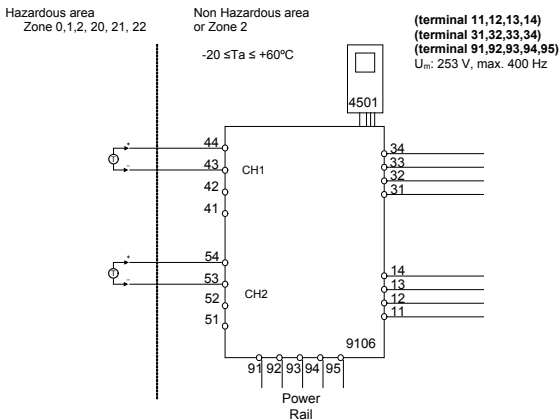 Hazardous area
Zone 0,1,2, 20, 21, 22
Non Hazardous area
or Zone 2
-20 ≤Ta ≤ +60ºC
(terminal 11,12,13,14)
(terminal 31,32,33,34)
(terminal 91,92,93,94,95)
Um: 253 V, max. 400 Hz
4501
44
43
42
41
CH1
34
33
32
31
+
T
-
54
53
52
51
CH2
14
13
12
11
+
T
-
9106
91 92 93 94 95
Power
Rail